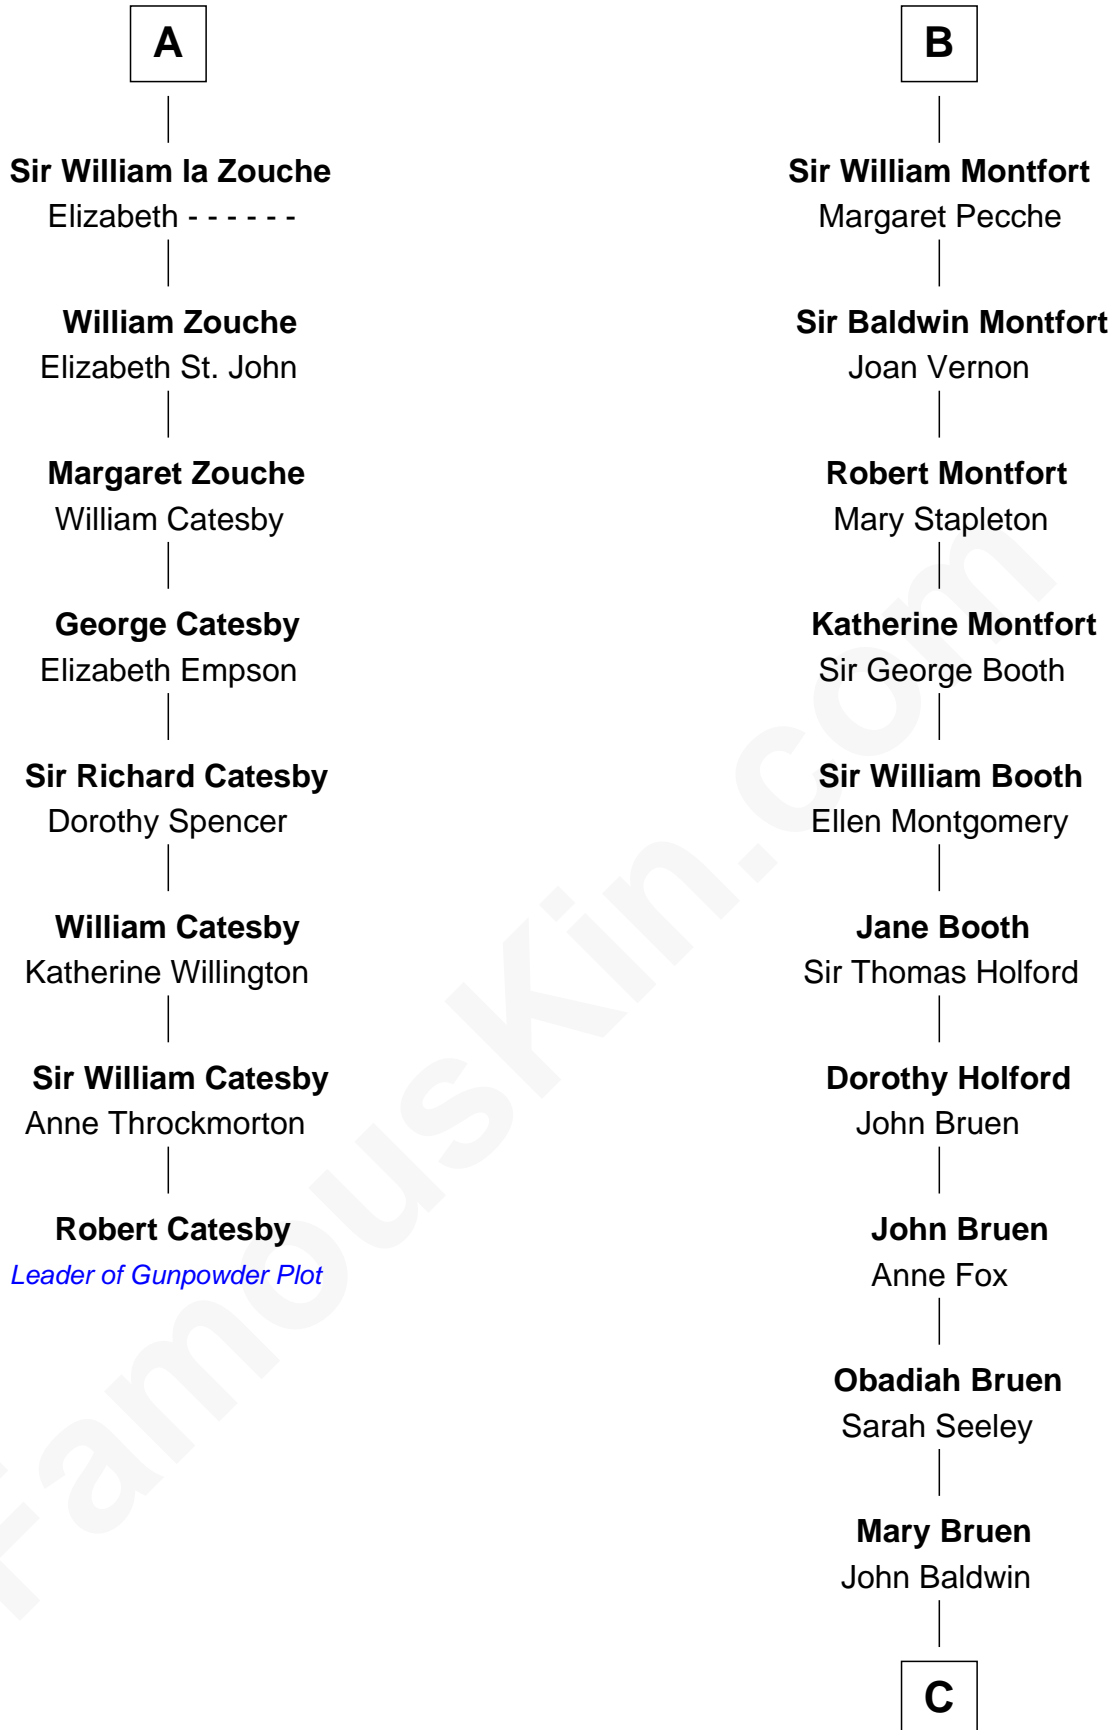 A
Sir William la Zouche
Elizabeth - - - - - -
William Zouche
Elizabeth St. John
Margaret Zouche
William Catesby
George Catesby
Elizabeth Empson
Sir Richard Catesby
Dorothy Spencer
William Catesby
Katherine Willington
Sir William Catesby
Anne Throckmorton
Robert Catesby
Leader of Gunpowder Plot
B
Sir William Montfort
Margaret Pecche
Sir Baldwin Montfort
Joan Vernon
Robert Montfort
Mary Stapleton
Katherine Montfort
Sir George Booth
Sir William Booth
Ellen Montgomery
Jane Booth
Sir Thomas Holford
Dorothy Holford
John Bruen
John Bruen
Anne Fox
Obadiah Bruen
Sarah Seeley
Mary Bruen
John Baldwin
C
FamousKin.com